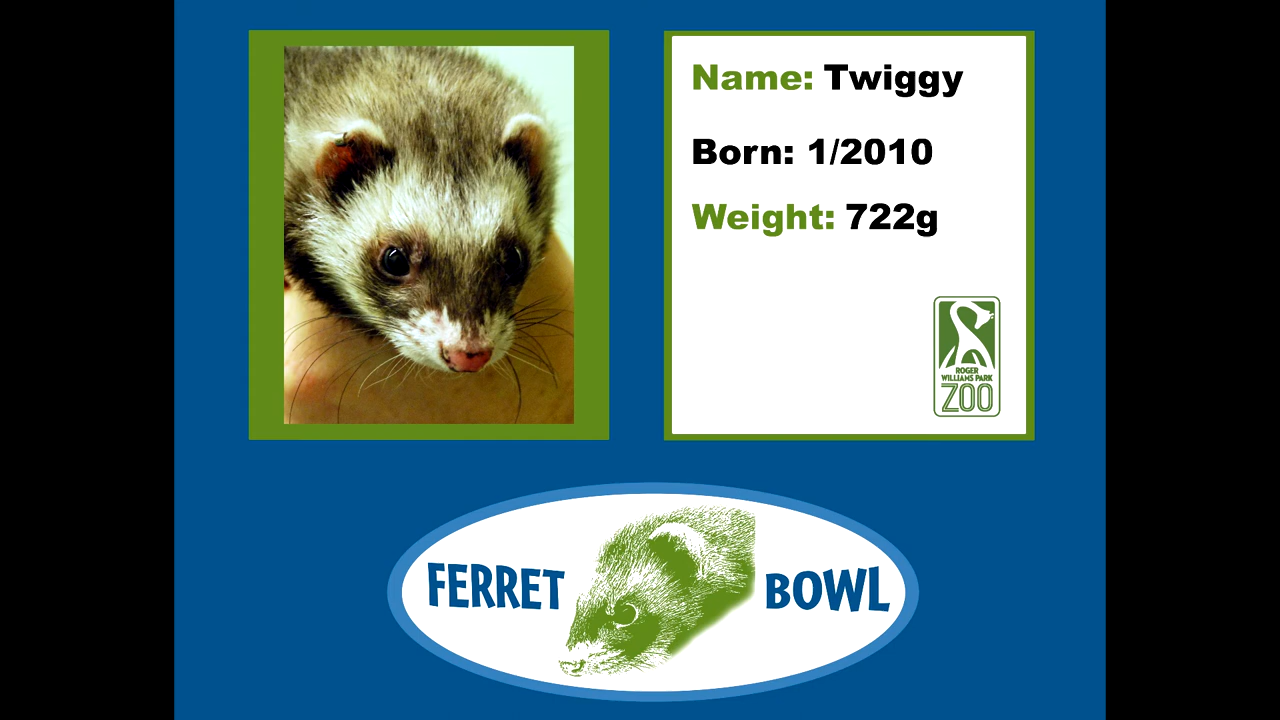 Name: Twiggy
Born: 1/2010
Weight: 722g
ROGER
WILLIAMS PARK
ZOO
FERRET BOWL